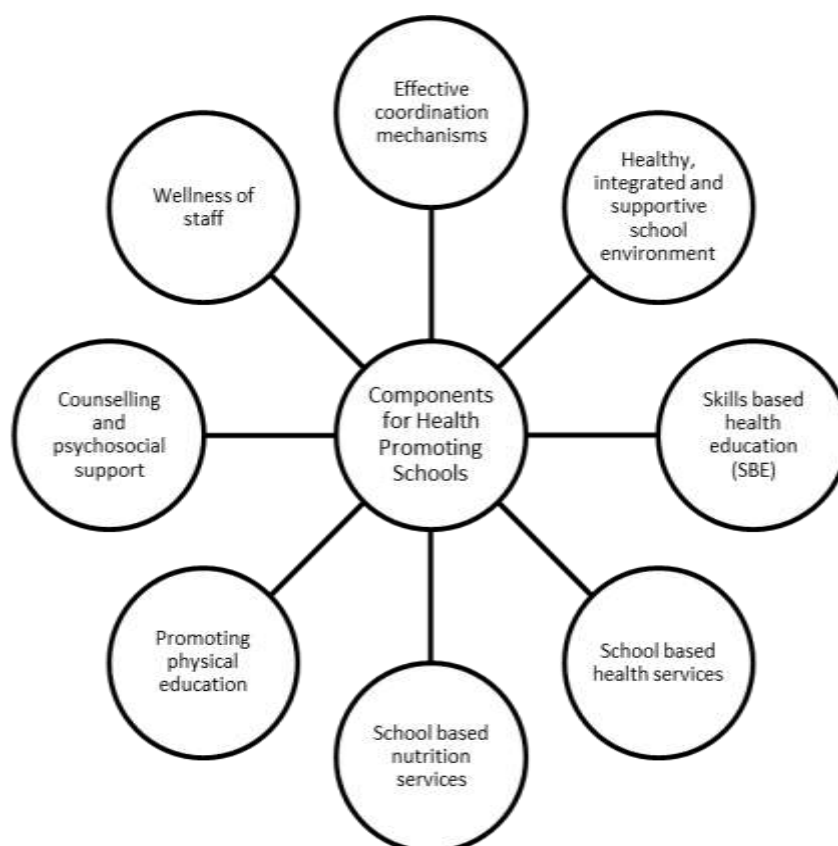 Effective
coordination
mechanisms
Healthy,
integrated and
supportive
school
environment
Skills based
health
education
(SBE)
School based
health services
School based
nutrition
services
Promoting
physical
education
Counselling
and
psychosocial
support
Wellness of
staff
Components
for Health
Promoting
Schools